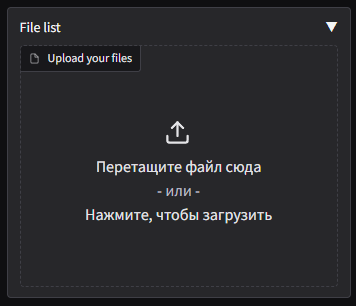 File list
Upload your files
Перетащите файл сюда
- или -
Нажмите, чтобы загрузить